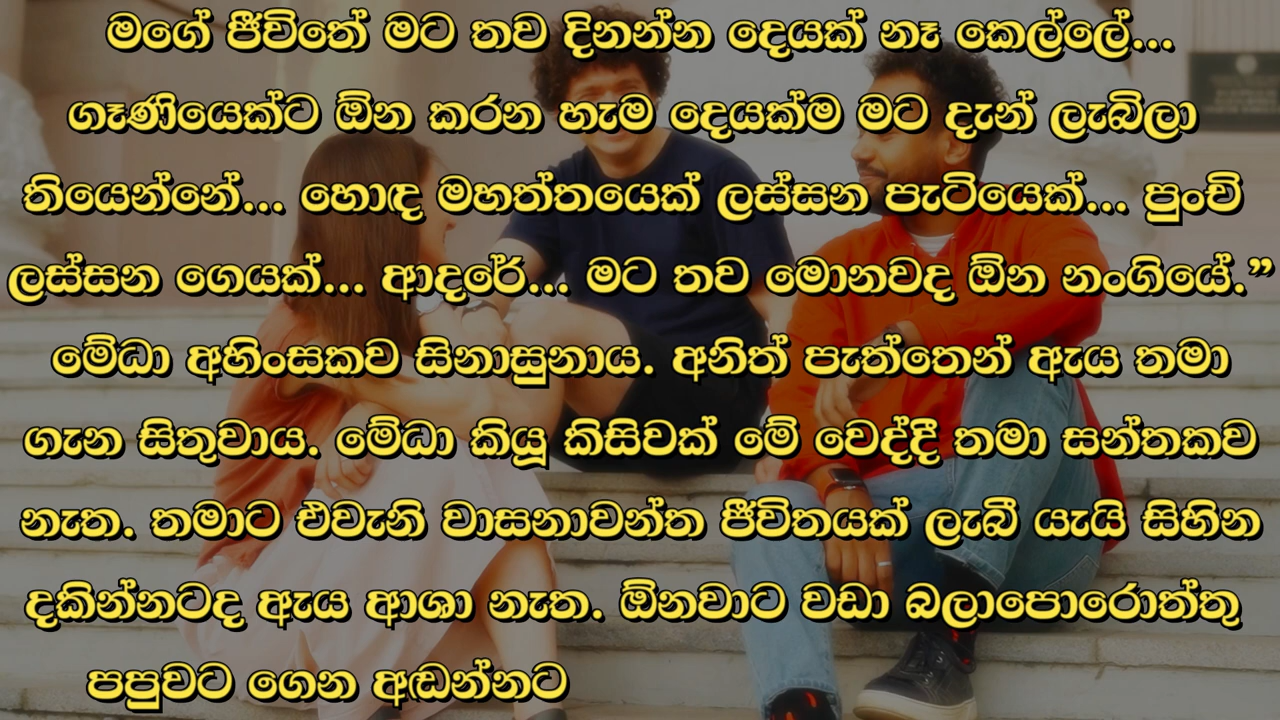 මගේ ජීවිතේ මට තව දිනන්න දෙයක් නෑ කෙල්ලේ...
ගෑණියෙක්ට ඕන කරන හැම දෙයක්ම මට දැන් ලැබිලා
තියෙන්නේ... හොඳ මහත්තයෙක් ලස්සන පැටියෙක්... පුංචි
ලස්සන ගෙයක්... ආදරේ... මට තව මොනවද ඕන නංගියේ.”
මේධා අහිංසකව සිනාසුනාය. අනිත් පැත්තෙන් ඇය තමා
ගැන සිතුවාය. මේධා කියූ කිසිවක් මේ වෙද්දී තමා සන්තකව
නැත. තමාට එවැනි වාසනාවන්ත ජීවිතයක් ලැබී යැයි සිහින
දකින්නටද ඇය ආශා නැත. ඕනවාට වඩා බලාපොරොත්තු
පපුවට ගෙන අඬන්නට